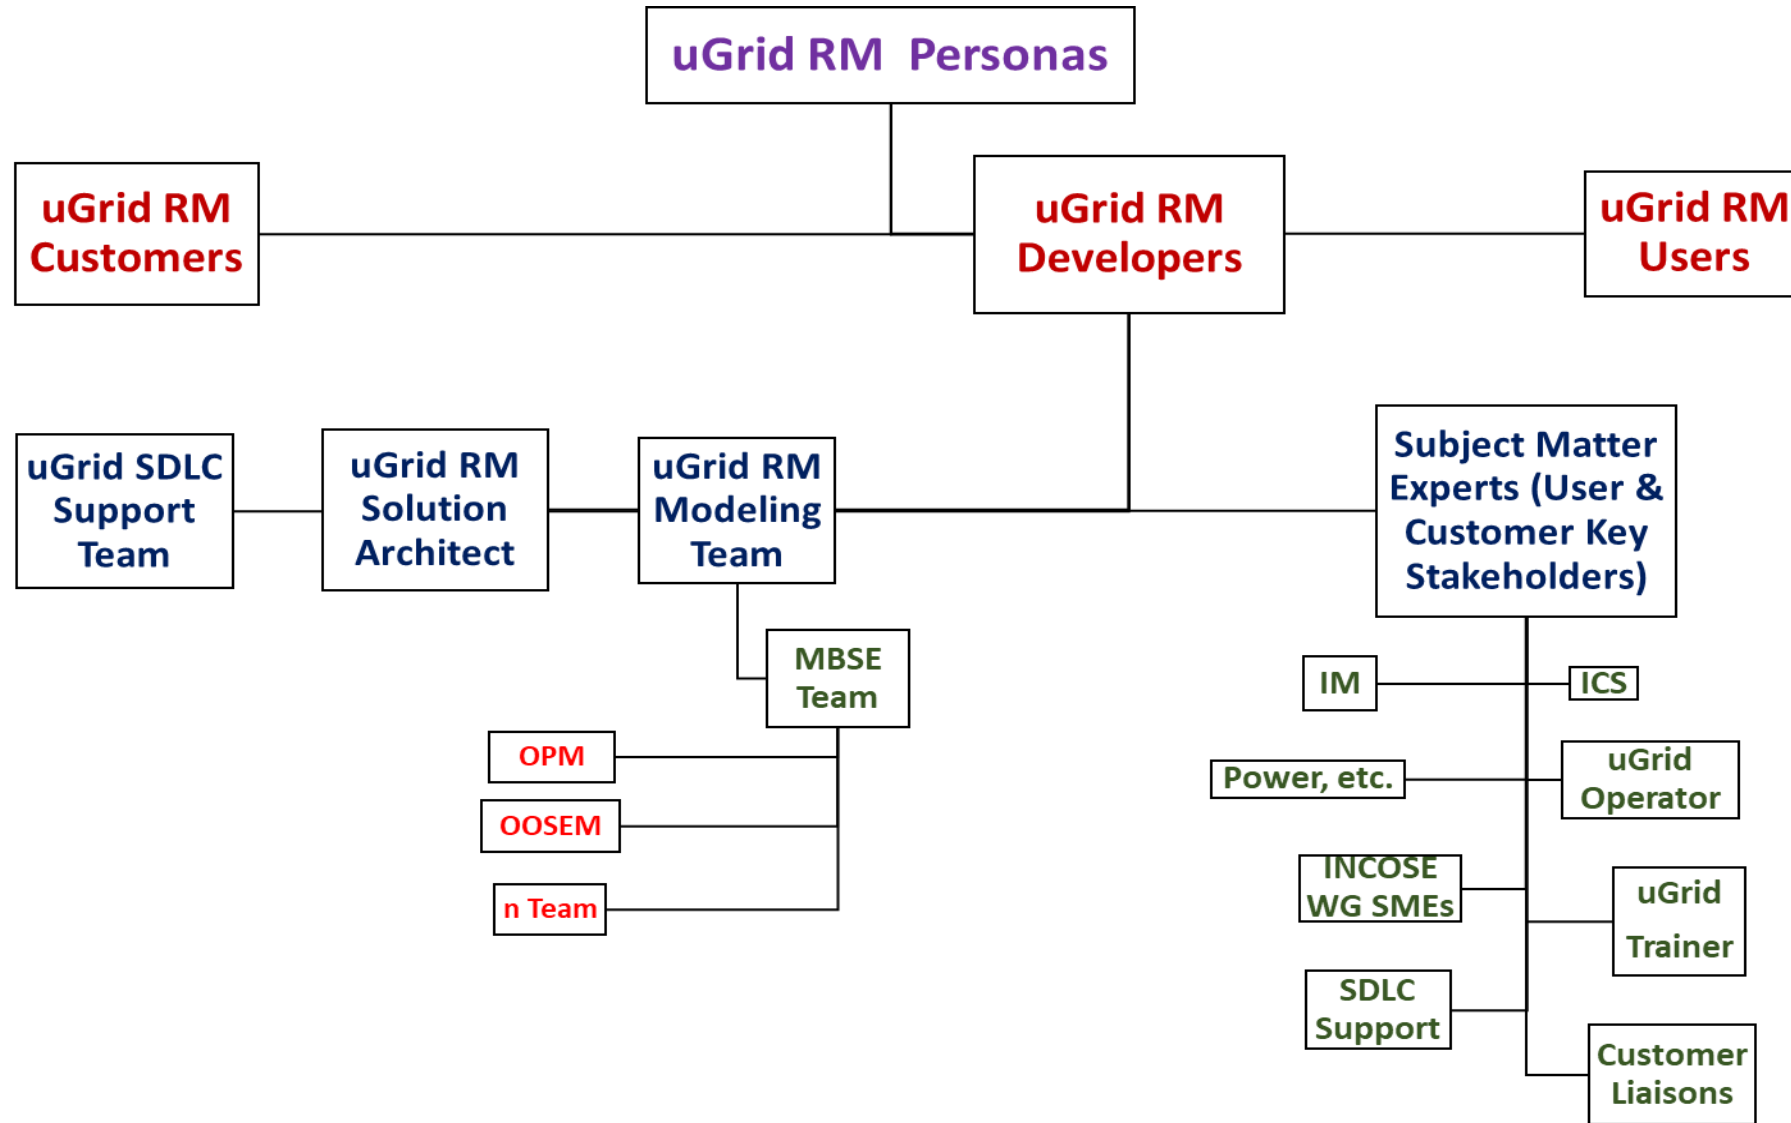 uGrid RM  Personas
uGrid RM
Customers
uGrid RM
Developers
uGrid RM
Users
uGrid SDLC
Support
Team
uGrid RM
Solution
Architect
uGrid RM
Modeling
Team
Subject Matter
Experts (User &
Customer Key
Stakeholders)
MBSE
Team
OPM
OOSEM
n Team
IM
ICS
Power, etc.
uGrid
Operator
INCOSE
WG SMEs
uGrid
Trainer
SDLC
Support
Customer
Liaisons